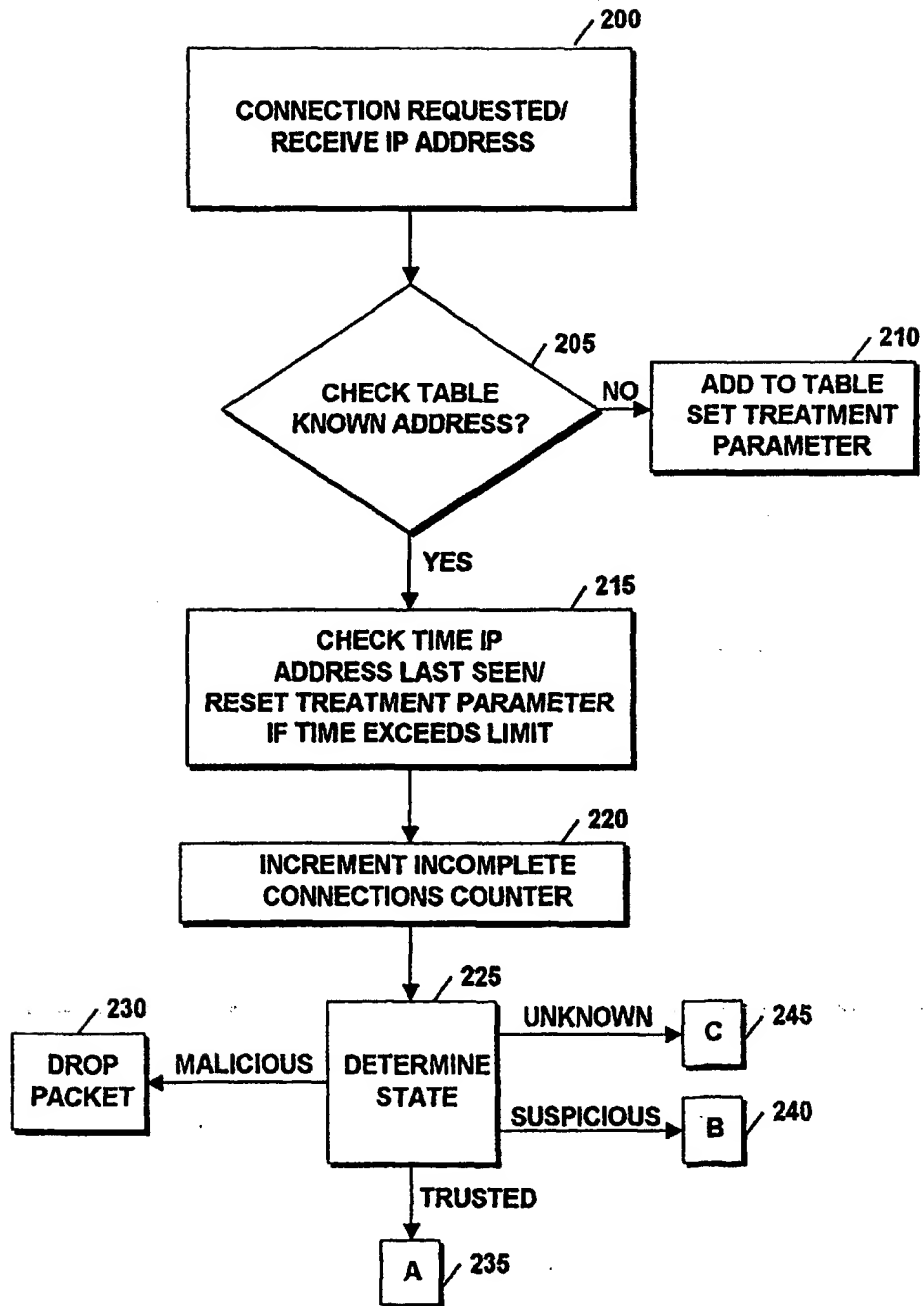 200
CONNECTION REQUESTED/
RECEIVE IP ADDRESS
205
CHECK TABLE
KNOWN ADDRESS?
NO
210
ADD TO TABLE
SET TREATMENT
PARAMETER
YES
215
CHECK TIME IP
ADDRESS LAST SEEN/
RESET TREATMENT PARAMETER
IF TIME EXCEEDS LIMIT
220
INCREMENT INCOMPLETE
CONNECTIONS COUNTER
225
DETERMINE
STATE
230
DROP
PACKET
MALICIOUS
UNKNOWN
C
245
SUSPICIOUS
B
240
TRUSTED
A
235